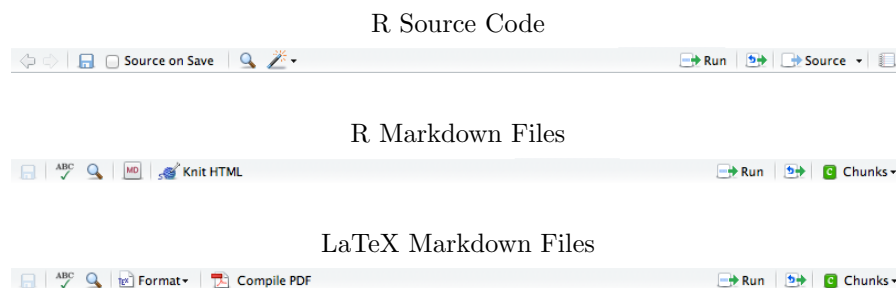 R Source Code
Source on Save Run Source
R Markdown Files
ABC MD Knit HTML Run C Chunks
LaTeX Markdown Files
ABC TEX Format Compile PDF Run C Chunks